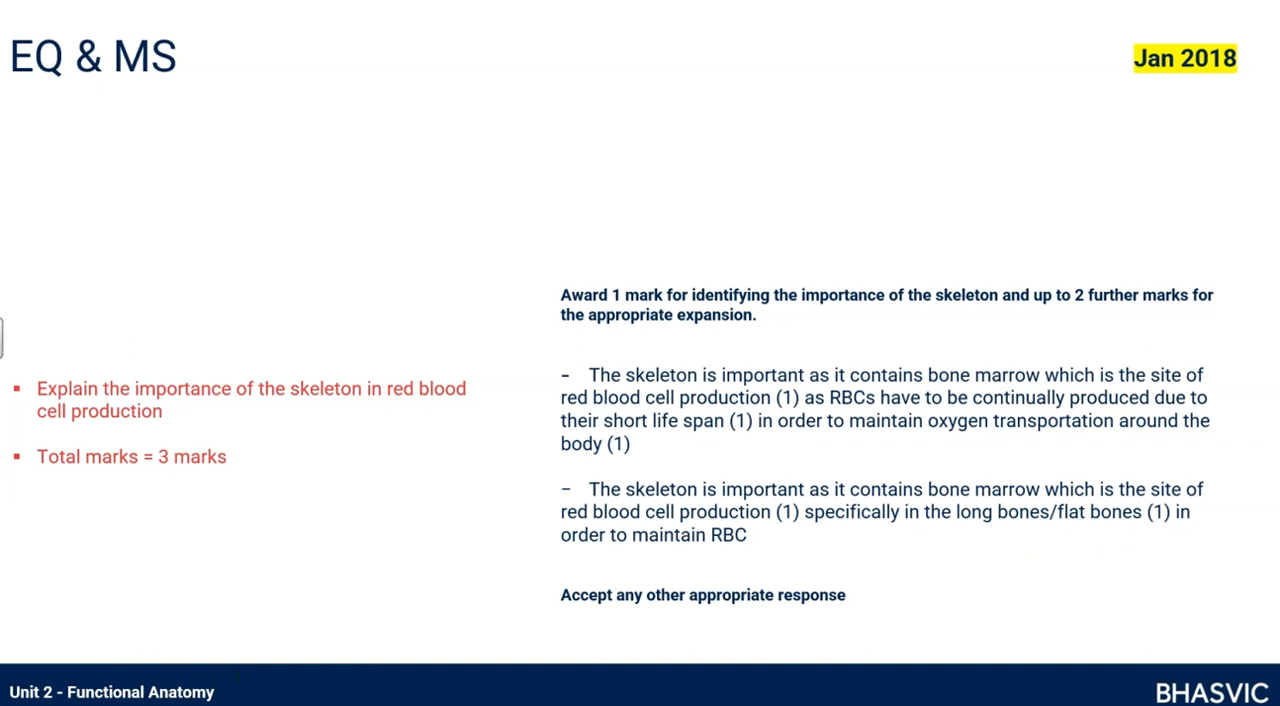 EQ & MS
Jan 2018
Award 1 mark for identifying the importance of the skeleton and up to 2 further marks for
the appropriate expansion.
- The skeleton is important as it contains bone marrow which is the site of
red blood cell production (1) as RBCs have to be continually produced due to
their short life span (1) in order to maintain oxygen transportation around the
body (1)
▪ Explain the importance of the skeleton in red blood
cell production
▪ Total marks = 3 marks
− The skeleton is important as it contains bone marrow which is the site of
red blood cell production (1) specifically in the long bones/flat bones (1) in
order to maintain RBC
Accept any other appropriate response
Unit 2 - Functional Anatomy
BHASVIC